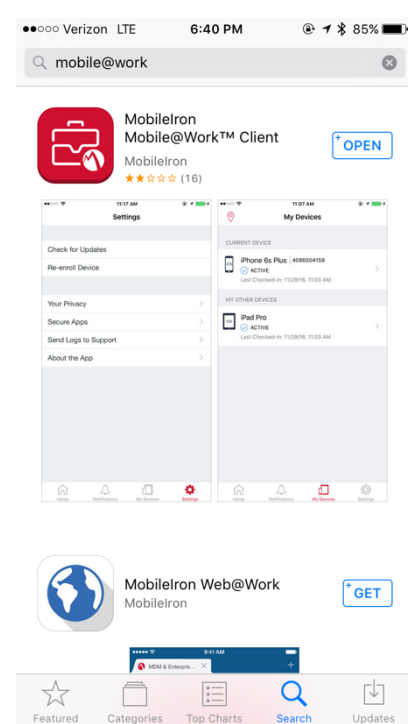 Verizon LTE 6:40 PM 85%
mobile@work
MobileIron
Mobile@Work™ Client
MobileIron
(16)
+OPEN
11:17 AM
Settings
Check for Updates
Re-enroll Device
Your Privacy
Secure Apps
Send Logs to Support
About the App
Home Notifications My Devices Settings
11:07 AM
My Devices
CURRENT DEVICE
iPhone 6s Plus | 4086504159
ACTIVE
Last Checked-in: 11/29/16, 11:03 AM
MY OTHER DEVICES
iPad Pro
ACTIVE
Last Checked-in: 11/29/16, 11:03 AM
Home Notifications My Devices Settings
MobileIron Web@Work
MobileIron
+GET
9:41 AM
MDM & Enterpris...
Featured Categories Top Charts Search Updates